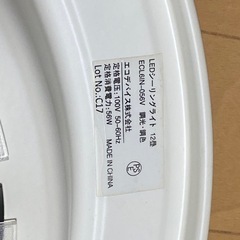 LEDシーリングライト 12畳
ECL6IN-056V 調光・調色
エコデバイス株式会社
定格電圧:100V 50-60Hz
定格消費電力:56W
Lot No.:C17 MADE IN CHINA
PS
E